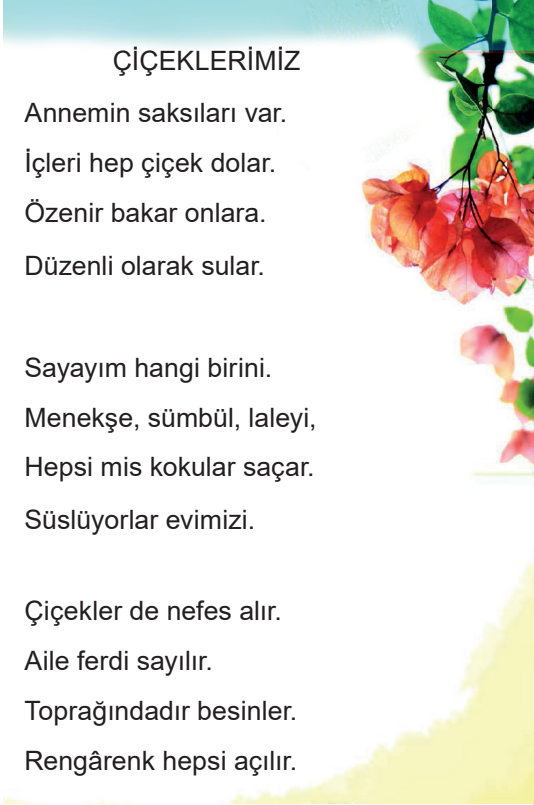 ÇİÇEKLERİMİZ
Annemin saksıları var.
İçleri hep çiçek dolar.
Özenir bakar onlara.
Düzenli olarak sular.
Sayayım hangi birini.
Menekşe, sümbül, laleyi,
Hepsi mis kokular saçar.
Süslüyorlar evimizi.
Çiçekler de nefes alır.
Aile ferdi sayılır.
Toprağındadır besinler.
Rengârenk hepsi açılır.